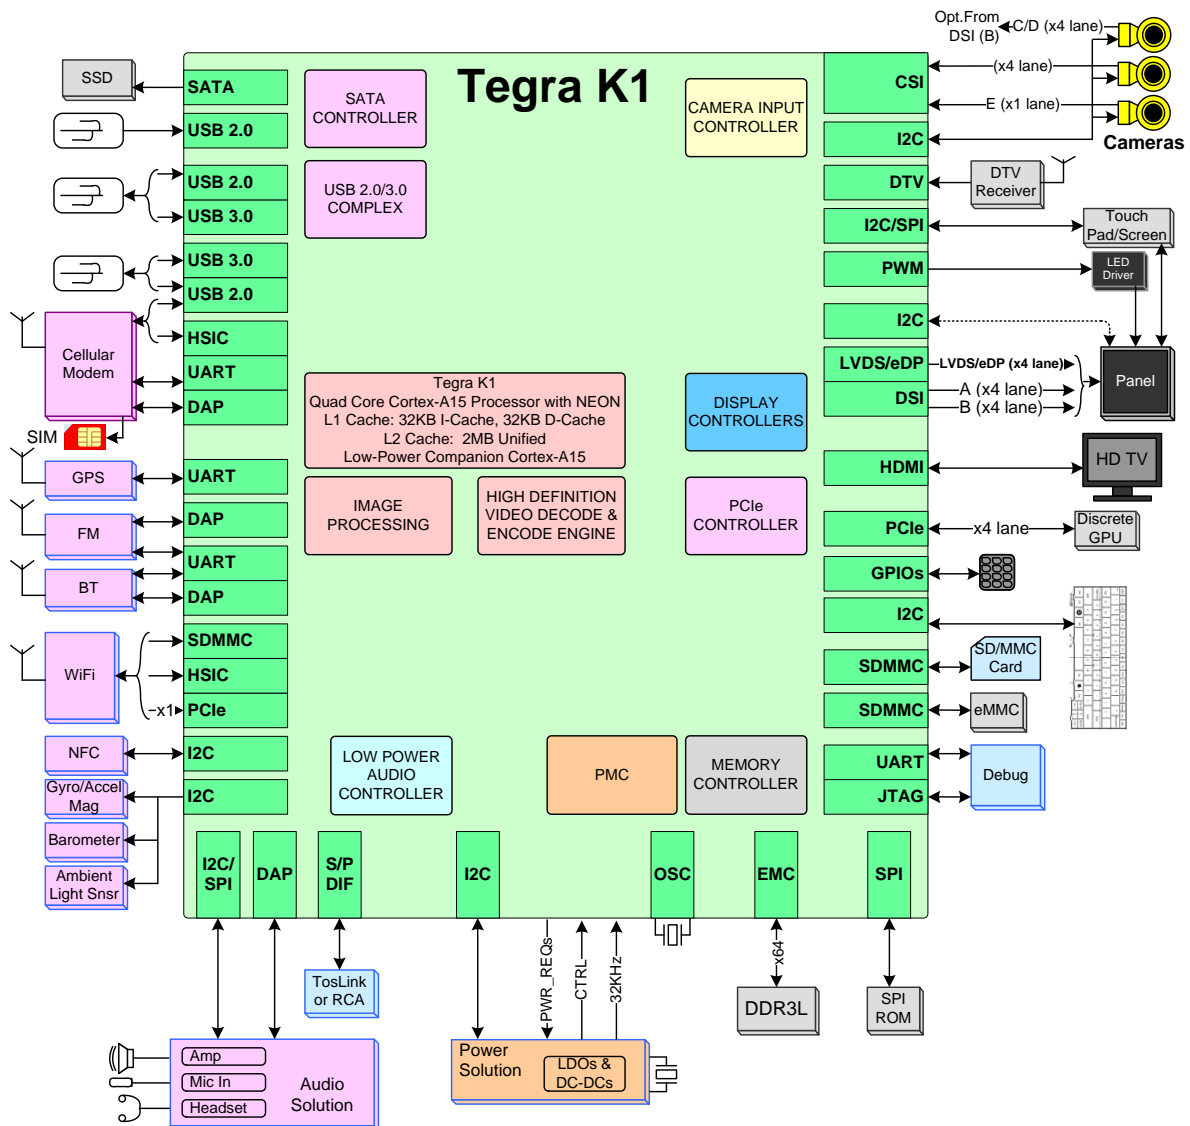 Tegra K1
Opt.From
DSI (B)
C/D (x4 lane)
(x4 lane)
E (x1 lane)
Cameras
SSD
SATA
USB 2.0
USB 2.0
USB 3.0
USB 3.0
USB 2.0
HSIC
UART
DAP
Cellular
Modem
SIM
GPS
UART
FM
DAP
UART
BT
DAP
WiFi
SDMMC
HSIC
x1
PCIe
NFC
I2C
Gyro/Accel
Mag
I2C
Barometer
Ambient
Light Snsr
SATA
CONTROLLER
USB 2.0/3.0
COMPLEX
CAMERA INPUT
CONTROLLER
Tegra K1
Quad Core Cortex-A15 Processor with NEON
L1 Cache: 32KB I-Cache, 32KB D-Cache
L2 Cache: 2MB Unified
Low-Power Companion Cortex-A15
IMAGE
PROCESSING
HIGH DEFINITION
VIDEO DECODE &
ENCODE ENGINE
DISPLAY
CONTROLLERS
PCIe
CONTROLLER
LOW POWER
AUDIO
CONTROLLER
PMC
MEMORY
CONTROLLER
CSI
I2C
DTV
DTV
Receiver
I2C/SPI
Touch
Pad/Screen
PWM
LED
Driver
I2C
LVDS/eDP
LVDS/eDP (x4 lane)
DSI
A (x4 lane)
B (x4 lane)
Panel
HDMI
HD TV
PCIe
x4 lane
Discrete
GPU
GPIOs
I2C
SDMMC
SD/MMC
Card
SDMMC
eMMC
UART
JTAG
Debug
I2C/
SPI
DAP
S/P
DIF
I2C
OSC
EMC
SPI
TosLink
or RCA
PWR_REQs
CTRL
32KHz
x64
DDR3L
SPI
ROM
Amp
Mic In
Headset
Audio
Solution
Power
Solution
LDOs &
DC-DCs